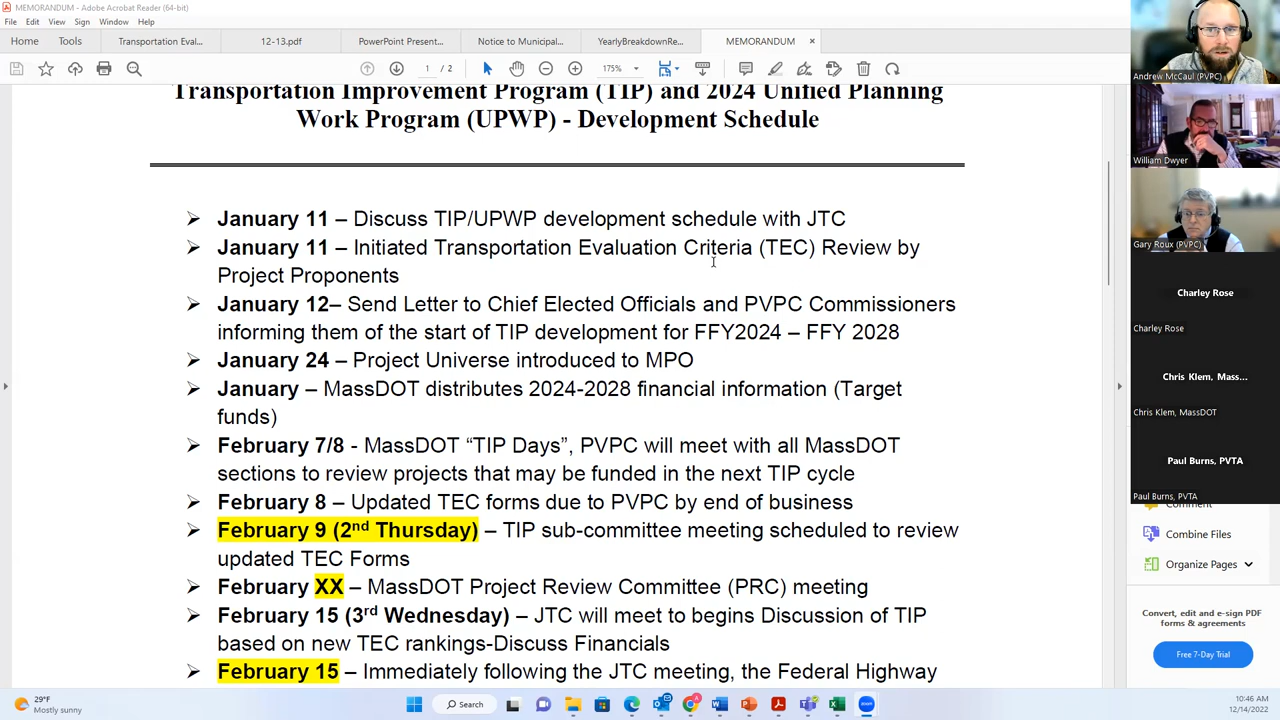 MEMORANDUM - Adobe Acrobat Reader (64-bit)
File Edit View Sign Window Help
Home Tools Transportation Eval... 12-13.pdf PowerPoint Present... Notice to Municipal... YearlyBreakdownRe... MEMORANDUM ×
1 / 2 175%
Transportation Improvement Program (TIP) and 2024 Unified Planning
Work Program (UPWP) - Development Schedule
➢ January 11 – Discuss TIP/UPWP development schedule with JTC
➢ January 11 – Initiated Transportation Evaluation Criteria (TEC) Review by
Project Proponents
➢ January 12– Send Letter to Chief Elected Officials and PVPC Commissioners
informing them of the start of TIP development for FFY2024 – FFY 2028
➢ January 24 – Project Universe introduced to MPO
➢ January – MassDOT distributes 2024-2028 financial information (Target
funds)
➢ February 7/8 - MassDOT “TIP Days”, PVPC will meet with all MassDOT
sections to review projects that may be funded in the next TIP cycle
➢ February 8 – Updated TEC forms due to PVPC by end of business
➢ February 9 (2nd Thursday) – TIP sub-committee meeting scheduled to review
updated TEC Forms
➢ February XX – MassDOT Project Review Committee (PRC) meeting
➢ February 15 (3rd Wednesday) – JTC will meet to begins Discussion of TIP
based on new TEC rankings-Discuss Financials
➢ February 15 – Immediately following the JTC meeting, the Federal Highway
Andrew McCaul (PVPC)
William Dwyer
Gary Roux (PVPC)
Charley Rose
Charley Rose
Chris Klem, Mass...
Chris Klem, MassDOT
Paul Burns, PVTA
Paul Burns, PVTA
Comment
Combine Files
Organize Pages
Convert, edit and e-sign PDF
forms & agreements
Free 7-Day Trial
29°F
Mostly sunny
Search
10:46 AM
12/14/2022